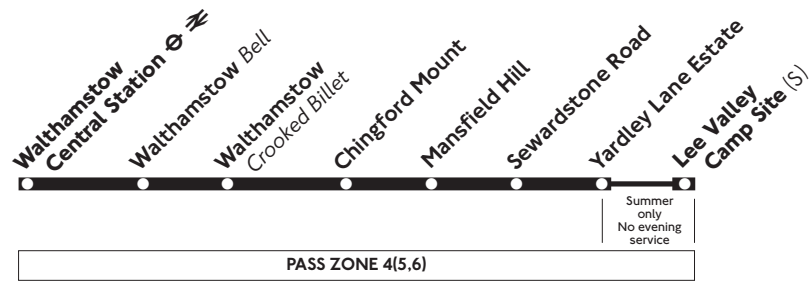 Walthamstow
Central Station
Walthamstow Bell
Walthamstow
Crooked Billet
Chingford Mount
Mansfield Hill
Sewardstone Road
Yardley Lane Estate
Lee Valley
Camp Site (S)
Summer
only
No evening
service
PASS ZONE 4(5,6)